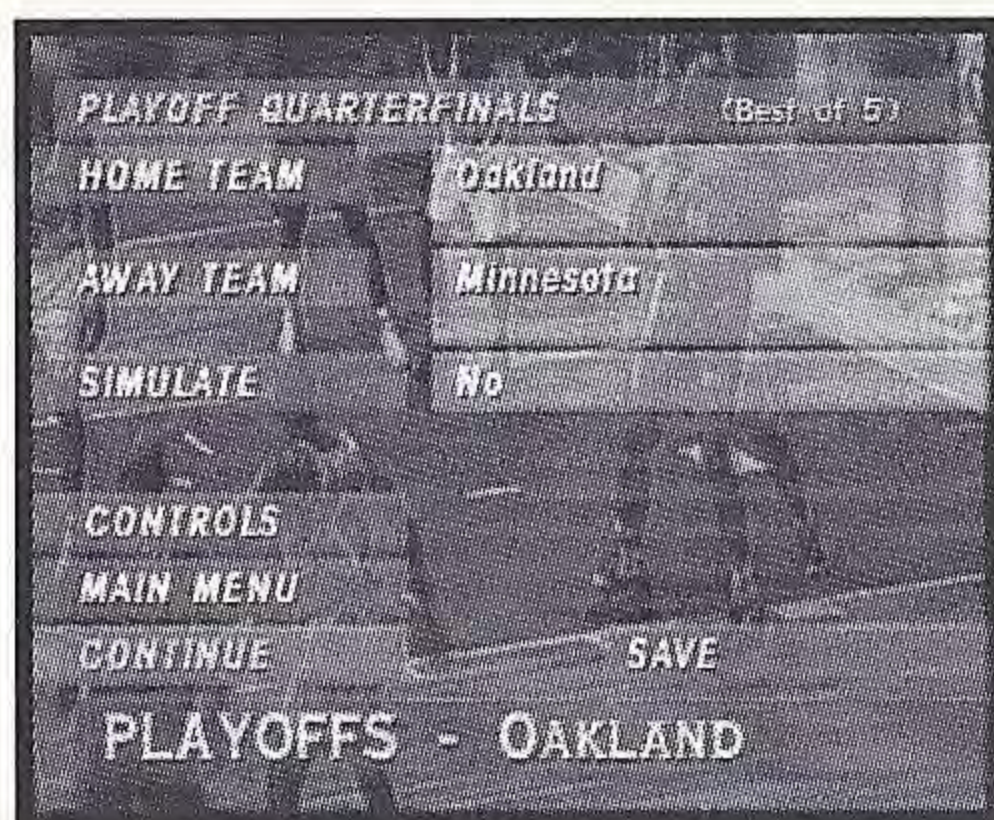 PLAYOFF QUARTERFINALS (Best of 5)
HOME TEAM Oakland
AWAY TEAM Minnesota
SIMULATE No
CONTROLS
MAIN MENU
CONTINUE SAVE
PLAYOFFS - OAKLAND